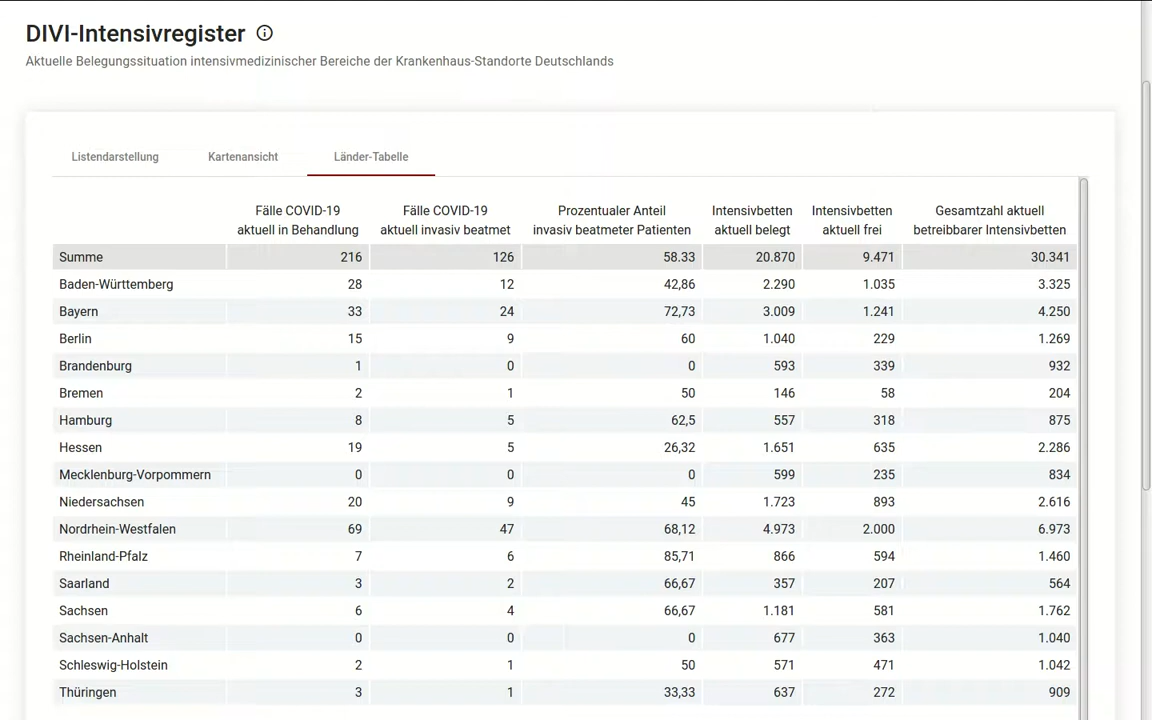 DIVI-Intensivregister
Aktuelle Belegungssituation intensivmedizinischer Bereiche der Krankenhaus-Standorte Deutschlands
Listendarstellung Kartenansicht Länder-Tabelle
Fälle COVID-19 Fälle COVID-19 Prozentualer Anteil Intensivbetten Intensivbetten Gesamtzahl aktuell
aktuell in Behandlung aktuell invasiv beatmet invasiv beatmeter Patienten aktuell belegt aktuell frei betreibbarer Intensivbetten
Summe 216 126 58.33 20.870 9.471 30.341
Baden-Württemberg 28 12 42,86 2.290 1.035 3.325
Bayern 33 24 72,73 3.009 1.241 4.250
Berlin 15 9 60 1.040 229 1.269
Brandenburg 1 0 0 593 339 932
Bremen 2 1 50 146 58 204
Hamburg 8 5 62,5 557 318 875
Hessen 19 5 26,32 1.651 635 2.286
Mecklenburg-Vorpommern 0 0 0 599 235 834
Niedersachsen 20 9 45 1.723 893 2.616
Nordrhein-Westfalen 69 47 68,12 4.973 2.000 6.973
Rheinland-Pfalz 7 6 85,71 866 594 1.460
Saarland 3 2 66,67 357 207 564
Sachsen 6 4 66,67 1.181 581 1.762
Sachsen-Anhalt 0 0 0 677 363 1.040
Schleswig-Holstein 2 1 50 571 471 1.042
Thüringen 3 1 33,33 637 272 909